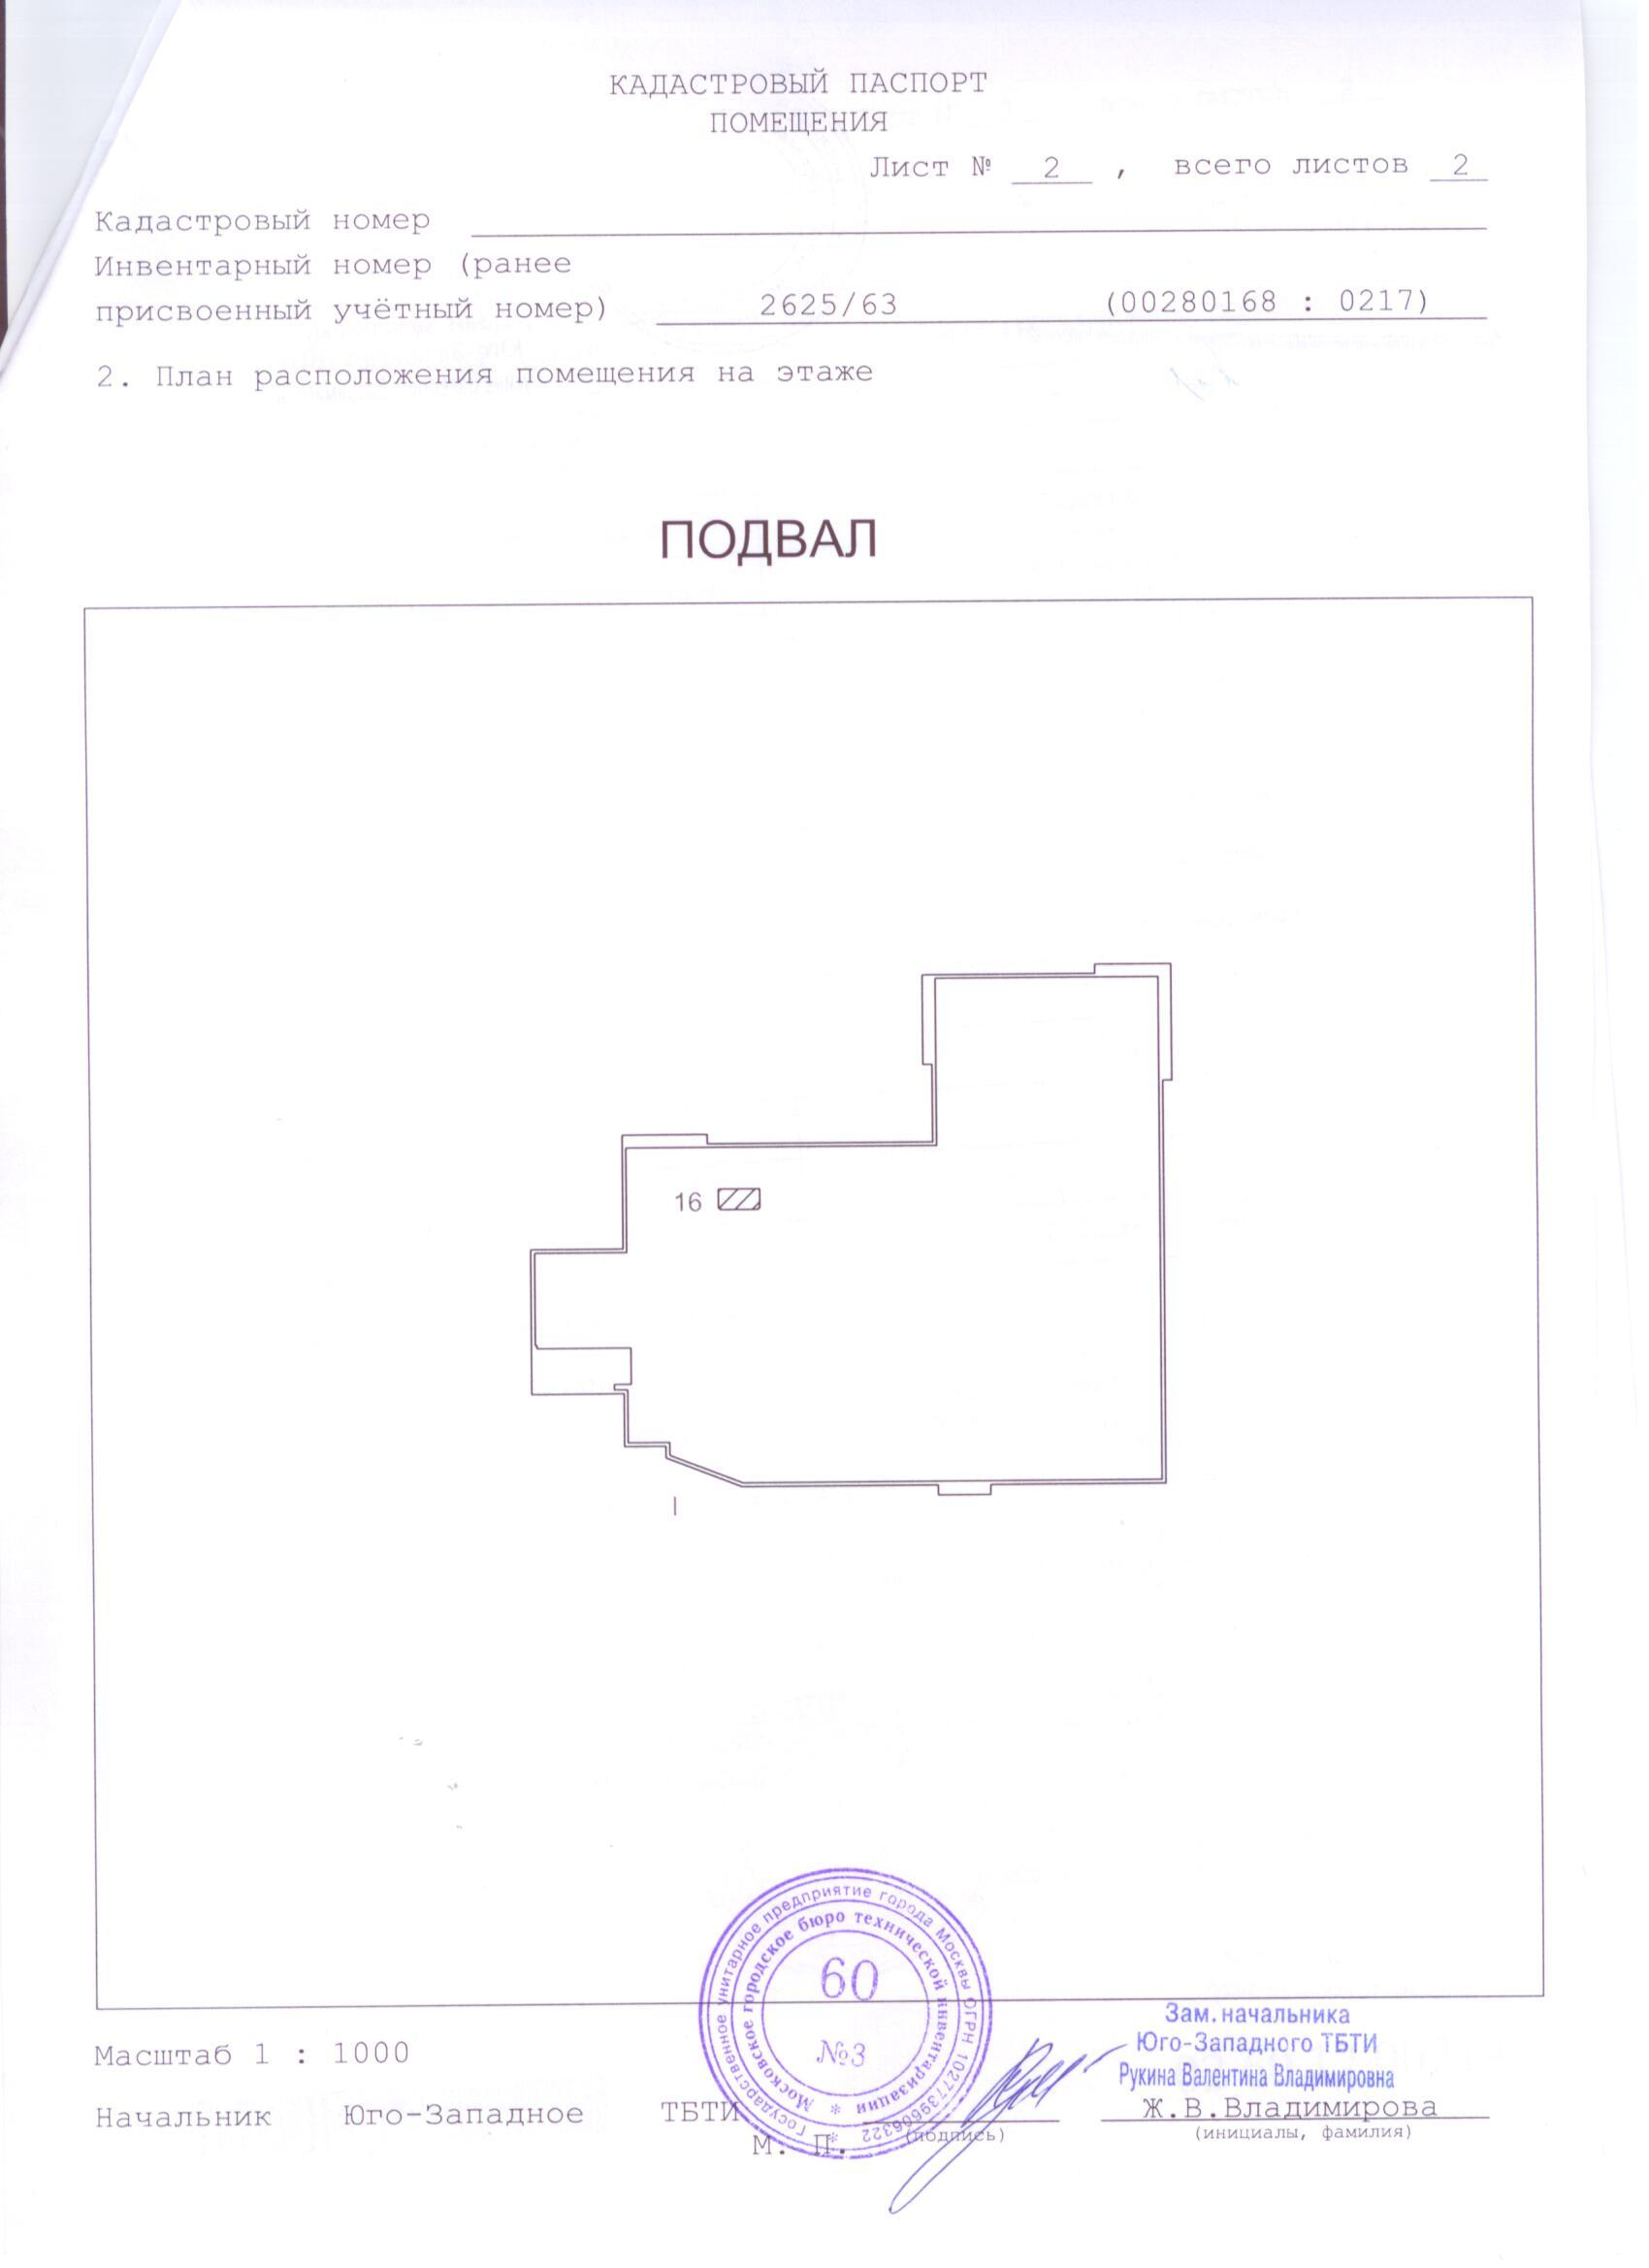 КАДАСТРОВЫЙ ПАСПОРТ
ПОМЕЩЕНИЯ
Лист № 2 , всего листов 2
Кадастровый номер
Инвентарный номер (ранее
присвоенный учётный номер) 2625/63 (00280168 : 0217)
2. План расположения помещения на этаже
ПОДВАЛ
16
Государственное унитарное предприятие города Москвы ОГРН 1027739606322 *
Московское городское бюро технической инвентаризации *
60
№3
Масштаб 1 : 1000
Зам. начальника
Юго-Западного ТБТИ
Рукина Валентина Владимировна
Начальник Юго-Западное ТБТИ Ж.В.Владимирова
М. П. (подпись) (инициалы, фамилия)